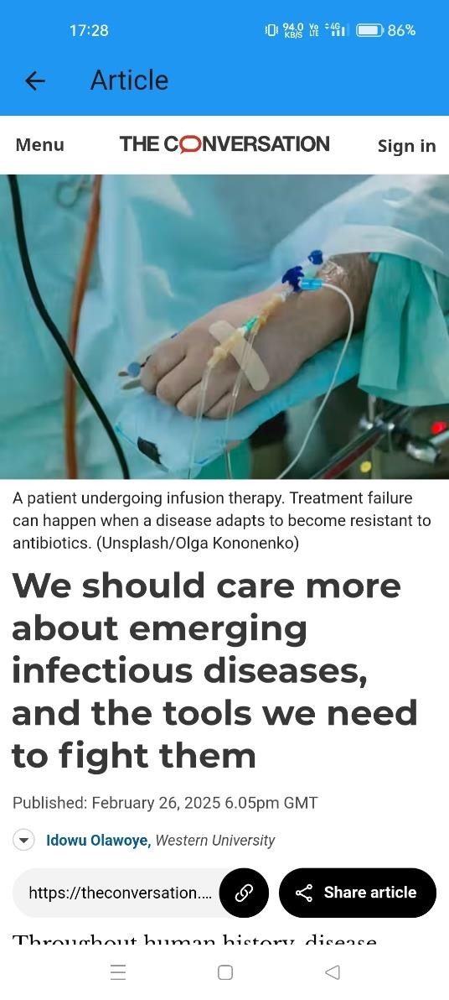 17:28 94.0 KB/S Vo LTE 4G 86%
Article
Menu THE CONVERSATION Sign in
A patient undergoing infusion therapy. Treatment failure
can happen when a disease adapts to become resistant to
antibiotics. (Unsplash/Olga Kononenko)
We should care more
about emerging
infectious diseases,
and the tools we need
to fight them
Published: February 26, 2025 6.05pm GMT
Idowu Olawoye, Western University
https://theconversation.... Share article
Throughout human history, disease